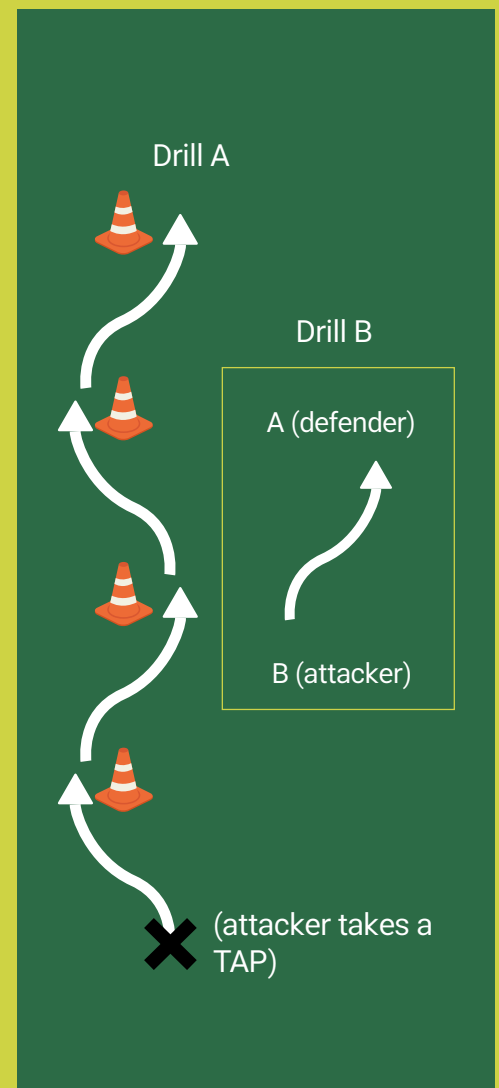 Drill A
Drill B
A (defender)
B (attacker)
(attacker takes a
TAP)